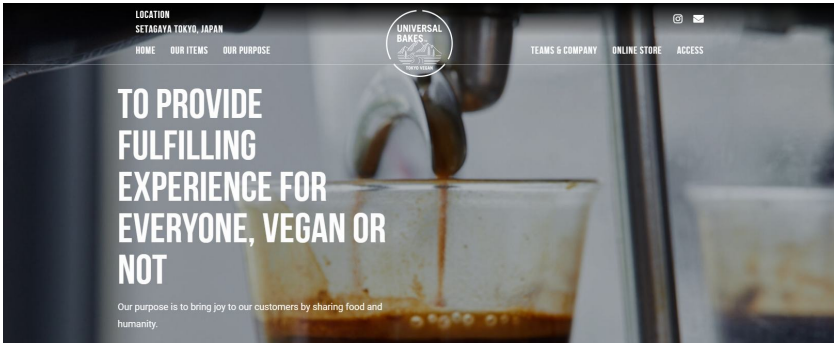 LOCATION
SETAGAYA TOKYO, JAPAN
HOME OUR ITEMS OUR PURPOSE
UNIVERSAL
BAKES
TOKYO VEGAN
TEAMS & COMPANY ONLINE STORE ACCESS
TO PROVIDE
FULFILLING
EXPERIENCE FOR
EVERYONE, VEGAN OR
NOT
Our purpose is to bring joy to our customers by sharing food and
humanity.